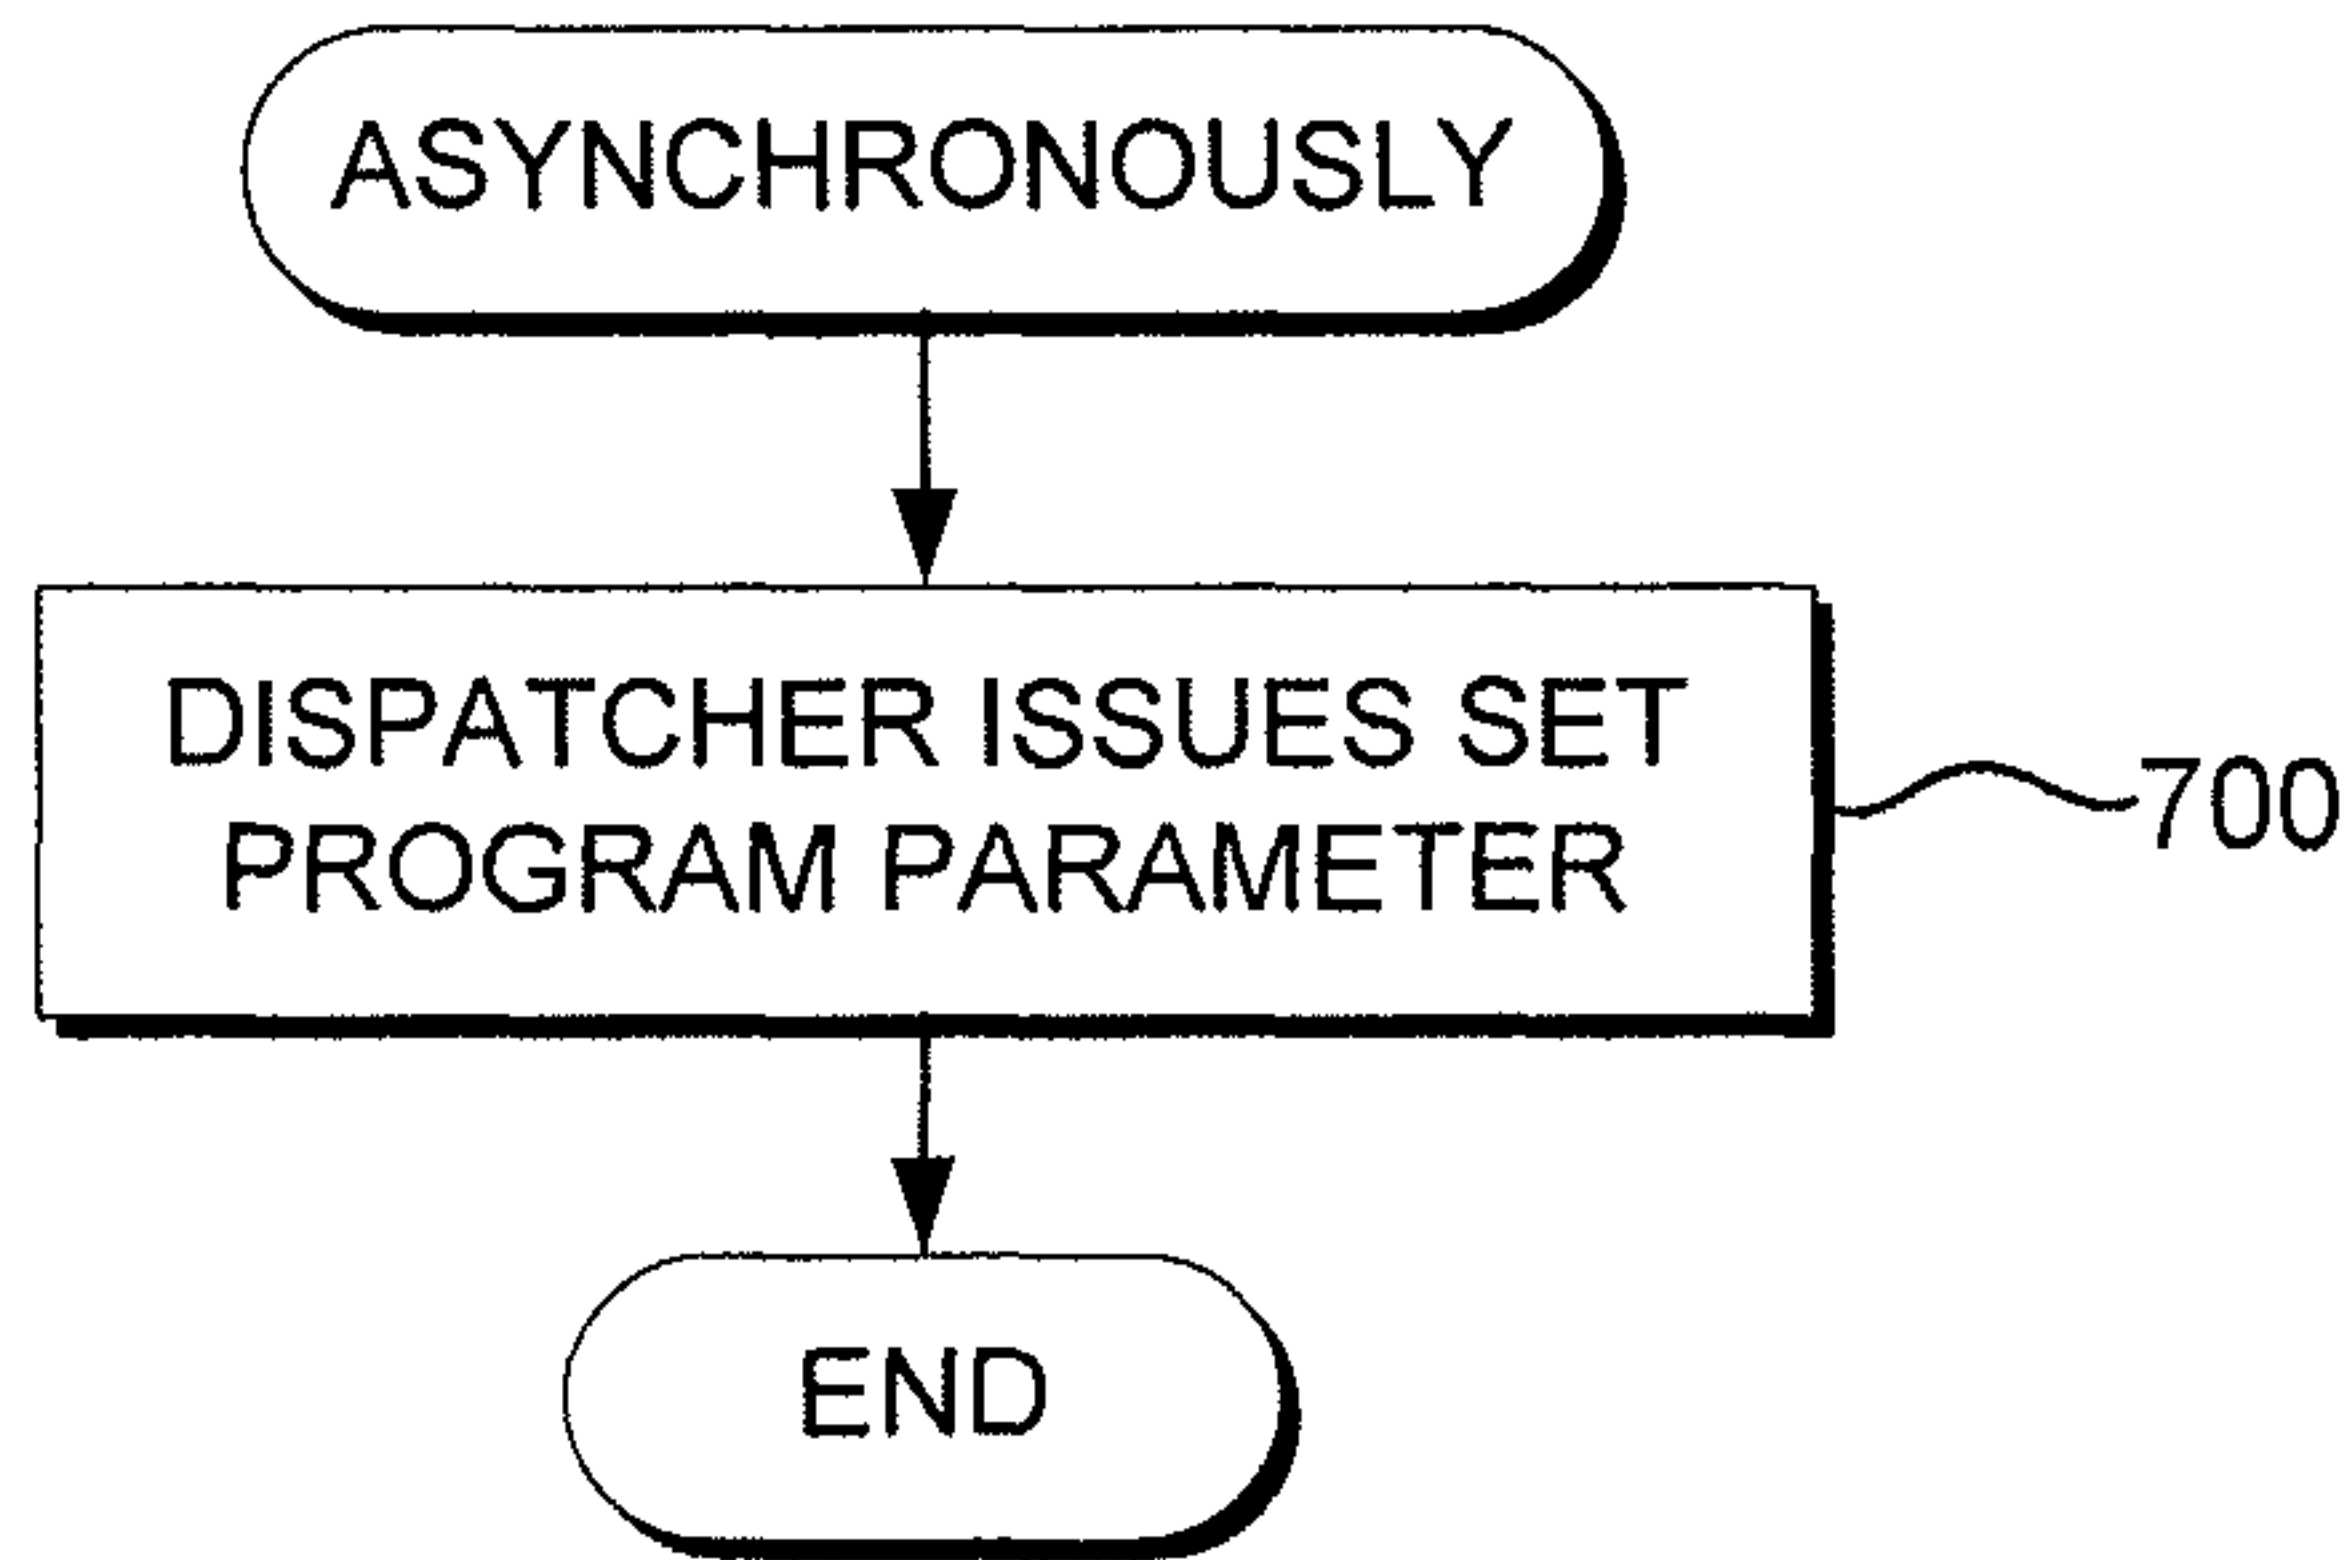 ASYNCHRONOUSLY
DISPATCHER ISSUES SET
PROGRAM PARAMETER
700
END